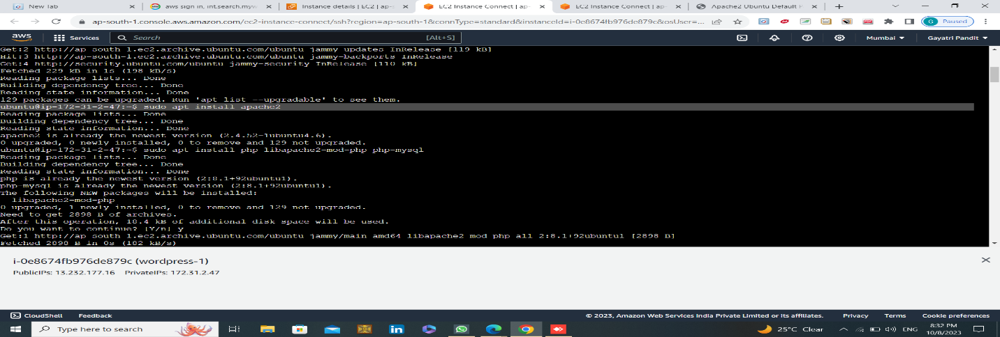 New Tab
aws sign in, int.search.myw
Instance details | EC2 | ap-s
EC2 Instance Connect | ap-
EC2 Instance Connect | ap-
Apache2 Ubuntu Default P
ap-south-1.console.aws.amazon.com/ec2-instance-connect/ssh?region=ap-south-1&connType=standard&instanceId=i-0e8674fb976de879c&osUser=...
G Paused
aws Services Search [Alt+S] Mumbai Gayatri Pandit
Get:2 http://ap-south-1.ec2.archive.ubuntu.com/ubuntu jammy-updates InRelease [119 kB]
Hit:3 http://ap-south-1.ec2.archive.ubuntu.com/ubuntu jammy-backports InRelease
Get:4 http://security.ubuntu.com/ubuntu jammy-security InRelease [110 kB]
Fetched 229 kB in 1s (198 kB/s)
Reading package lists... Done
Building dependency tree... Done
Reading state information... Done
129 packages can be upgraded. Run 'apt list --upgradable' to see them.
ubuntu@ip-172-31-2-47:~$ sudo apt install apache2
Reading package lists... Done
Building dependency tree... Done
Reading state information... Done
apache2 is already the newest version (2.4.52-1ubuntu4.6).
0 upgraded, 0 newly installed, 0 to remove and 129 not upgraded.
ubuntu@ip-172-31-2-47:~$ sudo apt install php libapache2-mod-php php-mysql
Reading package lists... Done
Building dependency tree... Done
Reading state information... Done
php is already the newest version (2:8.1+92ubuntu1).
php-mysql is already the newest version (2:8.1+92ubuntu1).
The following NEW packages will be installed:
libapache2-mod-php
0 upgraded, 1 newly installed, 0 to remove and 129 not upgraded.
Need to get 2898 B of archives.
After this operation, 18.4 kB of additional disk space will be used.
Do you want to continue? [Y/n] y
Get:1 http://ap-south-1.ec2.archive.ubuntu.com/ubuntu jammy/main amd64 libapache2-mod-php all 2:8.1+92ubuntu1 [2898 B]
Fetched 2898 B in 0s (182 kB/s)
i-0e8674fb976de879c (wordpress-1)
PublicIPs: 13.232.177.16 PrivateIPs: 172.31.2.47
CloudShell Feedback © 2023, Amazon Web Services India Private Limited or its affiliates. Privacy Terms Cookie preferences
Type here to search 25°C Clear ENG 8:32 PM
10/8/2023